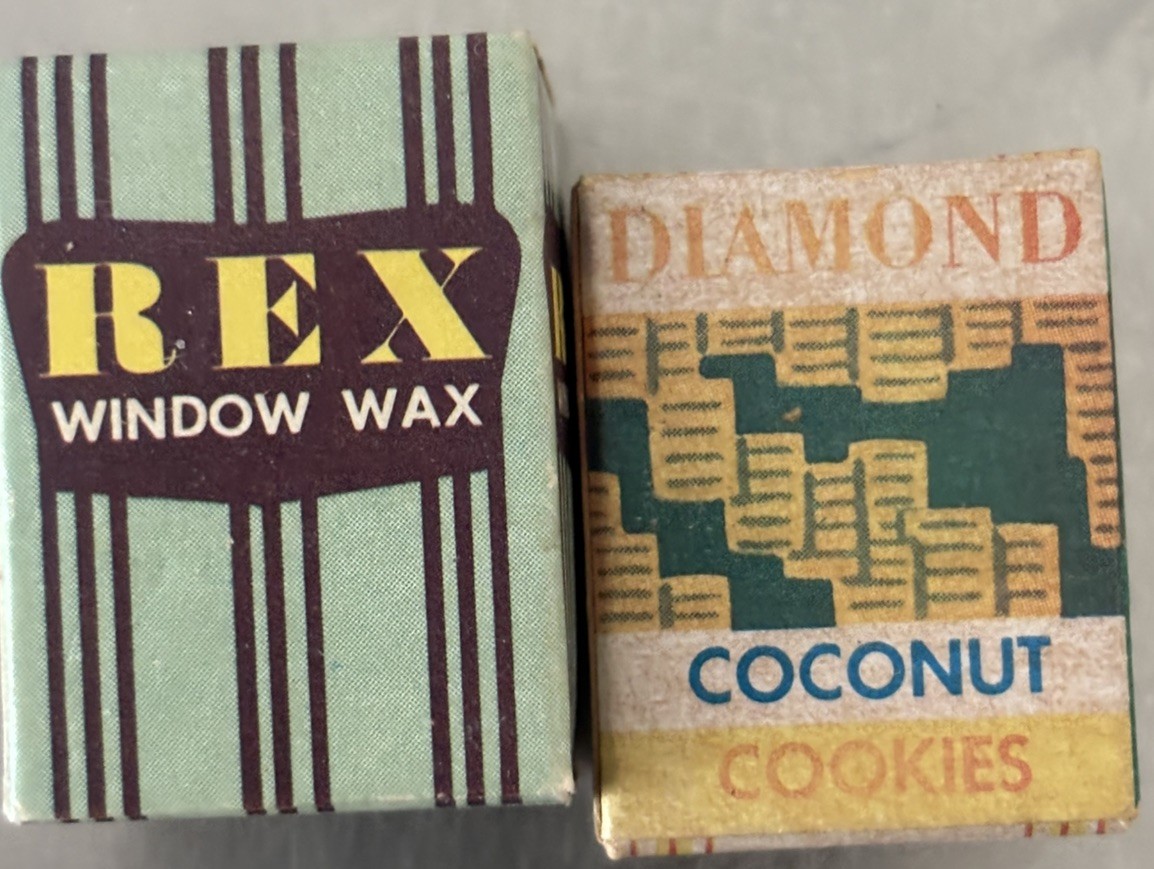 REX
WINDOW WAX
DIAMOND
COCONUT
COOKIES